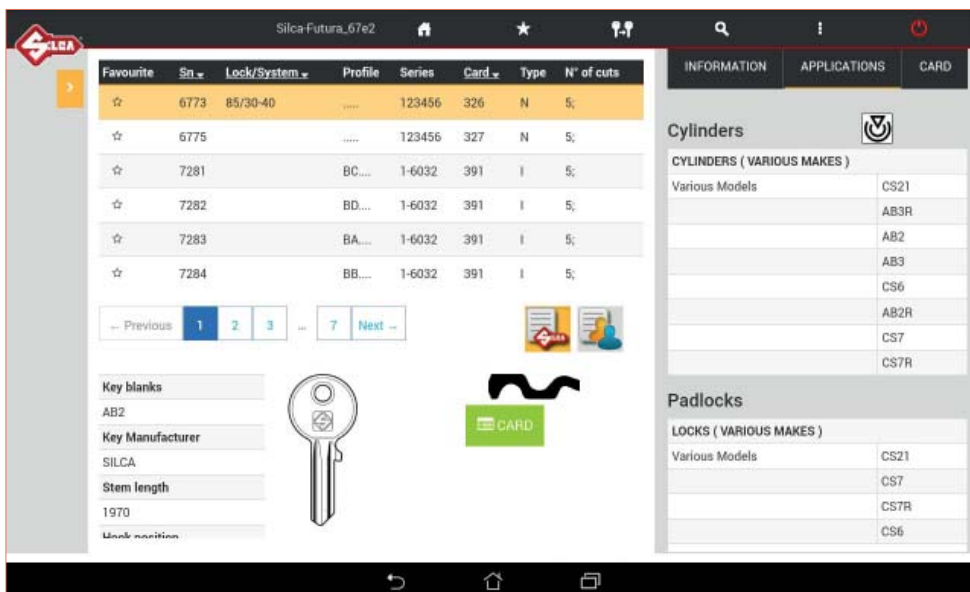 Silca-Futura_67e2
SILCA
INFORMATION APPLICATIONS CARD
Favourite Sn Lock/System Profile Series Card Type N° of cuts
6773 85/30-40 ..... 123456 326 N 5;
6775 ..... 123456 327 N 5;
7281 BC.... 1-6032 391 I 5;
7282 BD.... 1-6032 391 I 5;
7283 BA.... 1-6032 391 I 5;
7284 BB.... 1-6032 391 I 5;
← Previous 1 2 3 ... 7 Next →
SILCA
Key blanks
AB2
Key Manufacturer
SILCA
Stem length
1970
Hook position
CARD
Cylinders
CYLINDERS ( VARIOUS MAKES )
Various Models CS21
AB3R
AB2
AB3
CS6
AB2R
CS7
CS7R
Padlocks
LOCKS ( VARIOUS MAKES )
Various Models CS21
CS7
CS7R
CS6